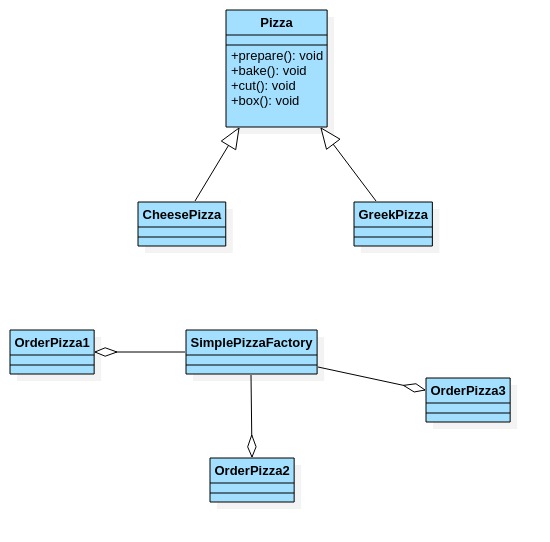 Pizza
+prepare(): void
+bake(): void
+cut(): void
+box(): void
CheesePizza
GreekPizza
OrderPizza1
SimplePizzaFactory
OrderPizza3
OrderPizza2